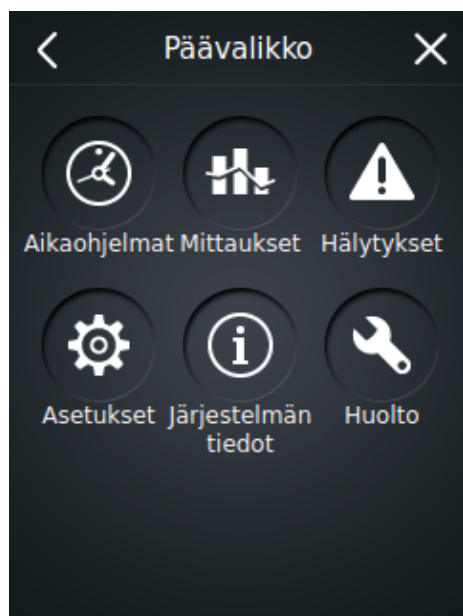 Päävalikko
Aikaohjelmat Mittaukset Hälytykset
Asetukset Järjestelmän tiedot Huolto